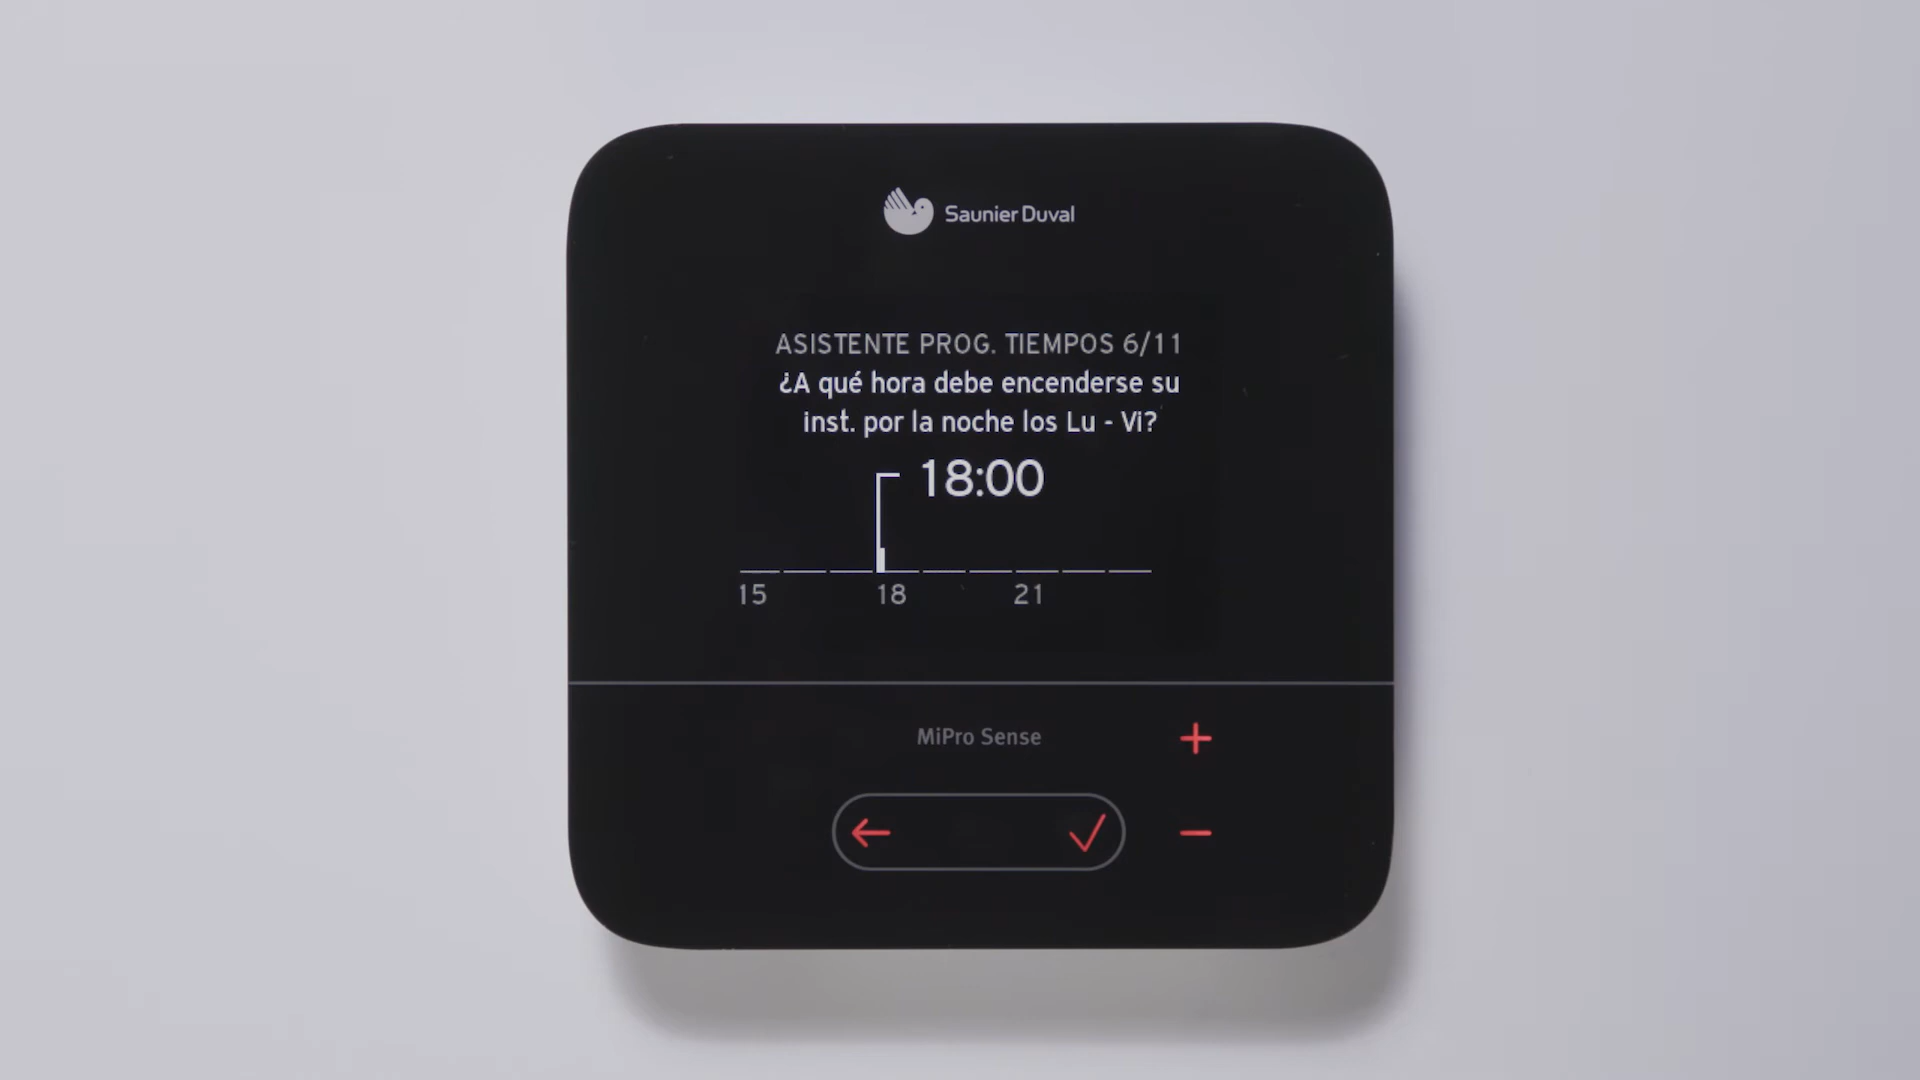 Saunier Duval
ASISTENTE PROG. TIEMPOS 6/11
¿A qué hora debe encenderse su
inst. por la noche los Lu - Vi?
18:00
15 18 21
MiPro Sense